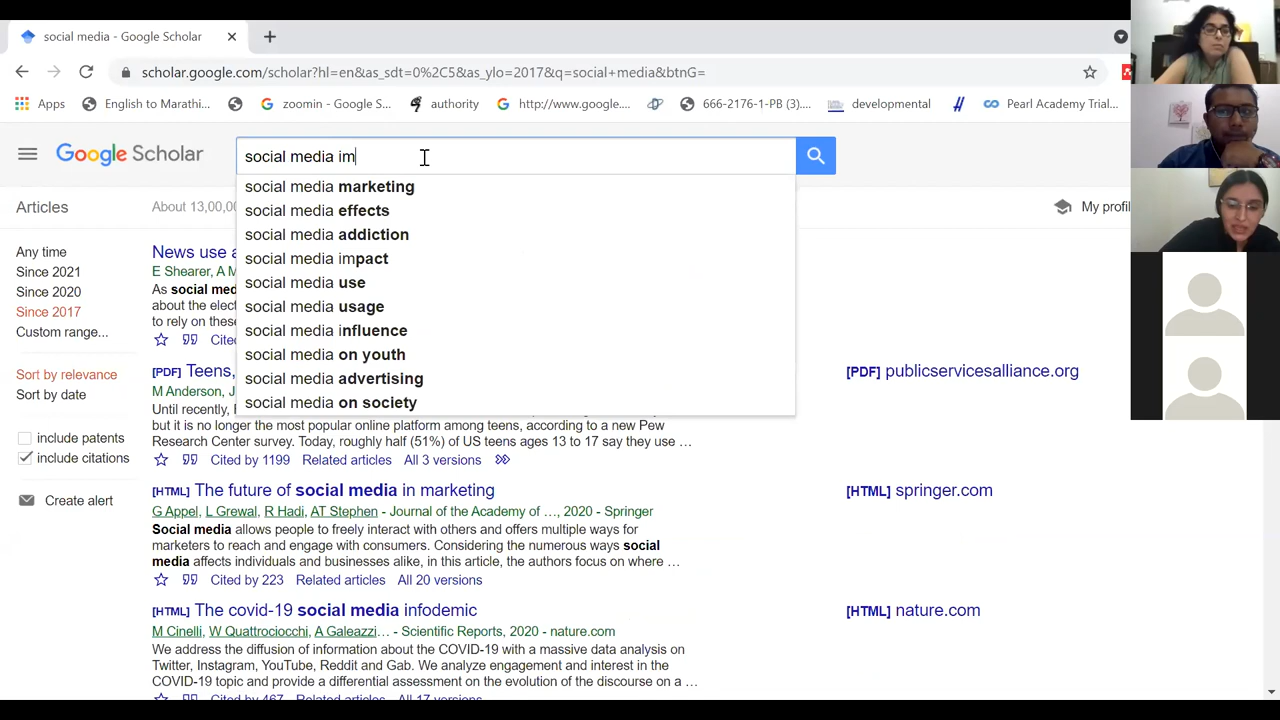 social media - Google Scholar
scholar.google.com/scholar?hl=en&as_sdt=0%2C5&as_ylo=2017&q=social+media&btnG=
Apps English to Marathi... zoomin - Google S... authority http://www.google.... 666-2176-1-PB (3).... developmental Pearl Academy Trial...
Google Scholar
social media im
social media marketing
social media effects
social media addiction
social media impact
social media use
social media usage
social media influence
social media on youth
social media advertising
social media on society
Articles
About 13,00,0
My profil
Any time
Since 2021
Since 2020
Since 2017
Custom range...
Sort by relevance
Sort by date
include patents
include citations
Create alert
News use a
E Shearer, A M
As social med
about the elect
to rely on these
Cited
[PDF] Teens,
[PDF] publicservicesalliance.org
M Anderson, J
Until recently, F
but it is no longer the most popular online platform among teens, according to a new Pew
Research Center survey. Today, roughly half (51%) of US teens ages 13 to 17 say they use ...
Cited by 1199 Related articles All 3 versions
[HTML] The future of social media in marketing
[HTML] springer.com
G Appel, L Grewal, R Hadi, AT Stephen - Journal of the Academy of ..., 2020 - Springer
Social media allows people to freely interact with others and offers multiple ways for
marketers to reach and engage with consumers. Considering the numerous ways social
media affects individuals and businesses alike, in this article, the authors focus on where ...
Cited by 223 Related articles All 20 versions
[HTML] The covid-19 social media infodemic
[HTML] nature.com
M Cinelli, W Quattrociocchi, A Galeazzi... - Scientific Reports, 2020 - nature.com
We address the diffusion of information about the COVID-19 with a massive data analysis on
Twitter, Instagram, YouTube, Reddit and Gab. We analyze engagement and interest in the
COVID-19 topic and provide a differential assessment on the evolution of the discourse on a ...
Cited by 467 Related articles All 17 versions